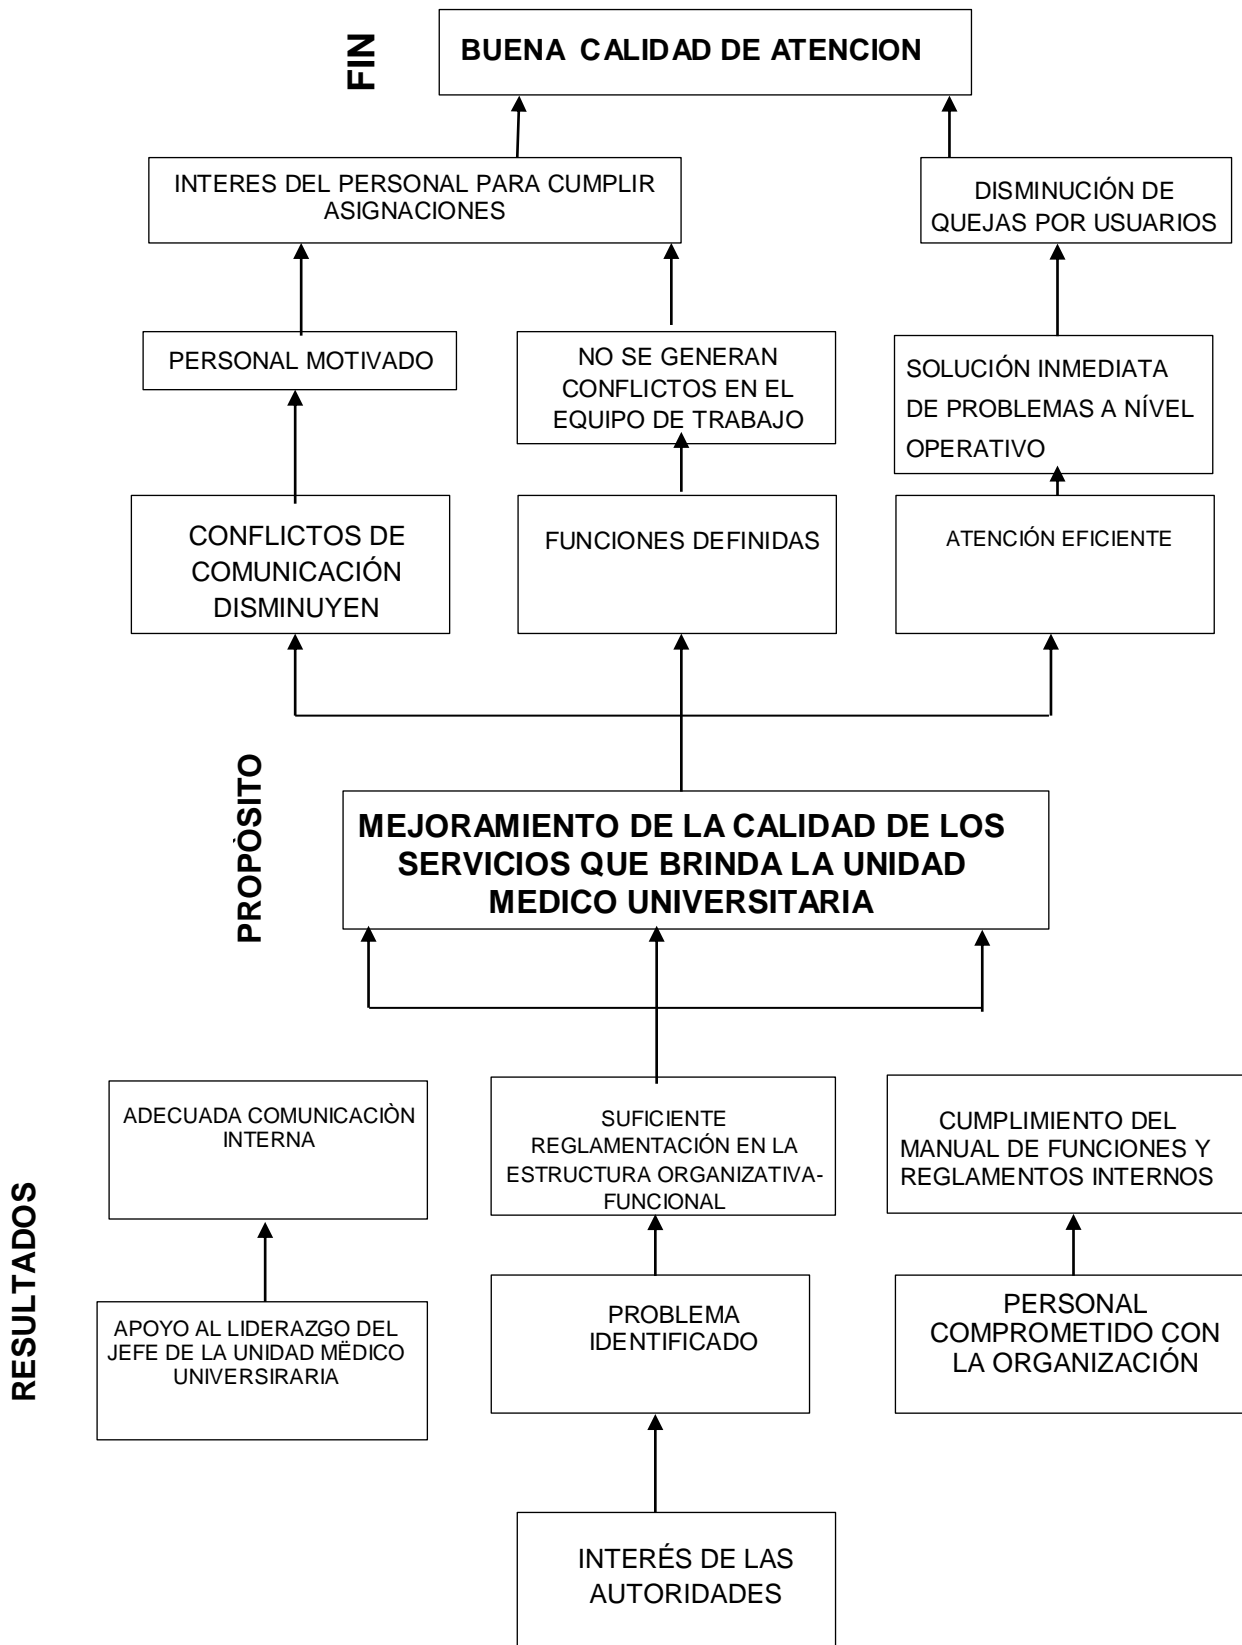 FIN
BUENA CALIDAD DE ATENCION
INTERES DEL PERSONAL PARA CUMPLIR
ASIGNACIONES
DISMINUCIÓN DE
QUEJAS POR USUARIOS
PERSONAL MOTIVADO
NO SE GENERAN
CONFLICTOS EN EL
EQUIPO DE TRABAJO
SOLUCIÓN INMEDIATA
DE PROBLEMAS A NÍVEL
OPERATIVO
CONFLICTOS DE
COMUNICACIÓN
DISMINUYEN
FUNCIONES DEFINIDAS
ATENCIÓN EFICIENTE
PROPÒSITO
MEJORAMIENTO DE LA CALIDAD DE LOS
SERVICIOS QUE BRINDA LA UNIDAD
MEDICO UNIVERSITARIA
RESULTADOS
ADECUADA COMUNICACIÒN
INTERNA
SUFICIENTE
REGLAMENTACIÓN EN LA
ESTRUCTURA ORGANIZATIVA-
FUNCIONAL
CUMPLIMIENTO DEL
MANUAL DE FUNCIONES Y
REGLAMENTOS INTERNOS
APOYO AL LIDERAZGO DEL
JEFE DE LA UNIDAD MËDICO
UNIVERSIRARIA
PROBLEMA
IDENTIFICADO
PERSONAL
COMPROMETIDO CON
LA ORGANIZACIÓN
INTERÉS DE LAS
AUTORIDADES